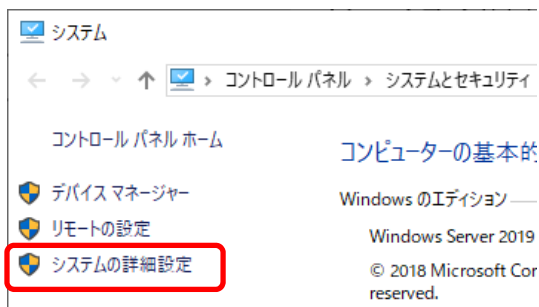 システム
コントロール パネル › システムとセキュリティ
コントロール パネル ホーム
コンピューターの基本的
デバイス マネージャー
Windows のエディション
リモートの設定
Windows Server 2019
システムの詳細設定
© 2018 Microsoft Cor
reserved.